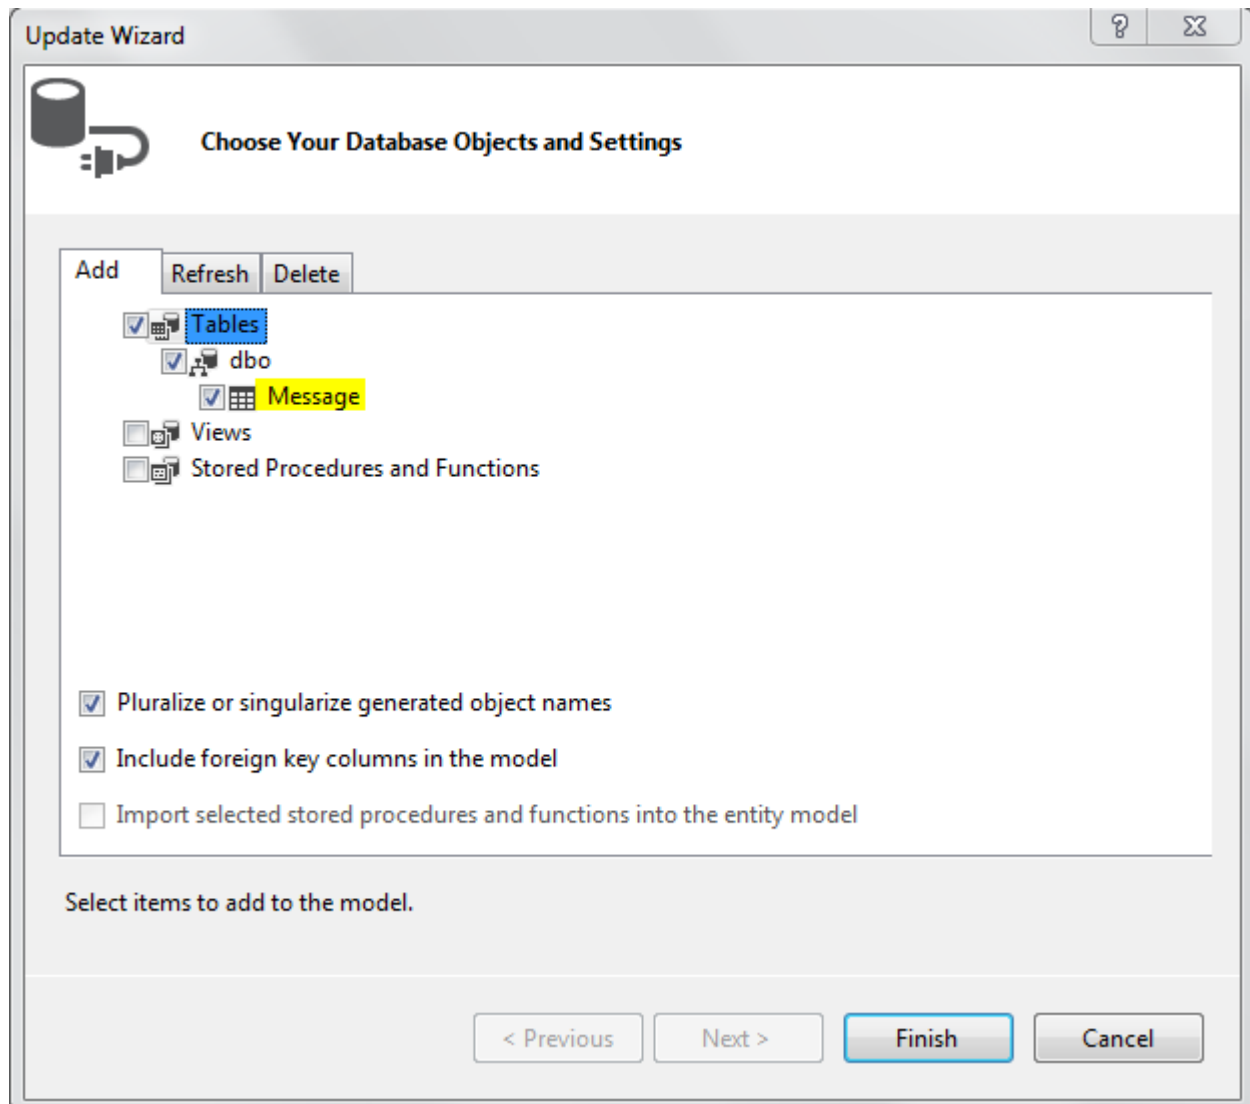 Update Wizard
Choose Your Database Objects and Settings
Add Refresh Delete
Tables
dbo
Message
Views
Stored Procedures and Functions
Pluralize or singularize generated object names
Include foreign key columns in the model
Import selected stored procedures and functions into the entity model
Select items to add to the model.
< Previous Next > Finish Cancel